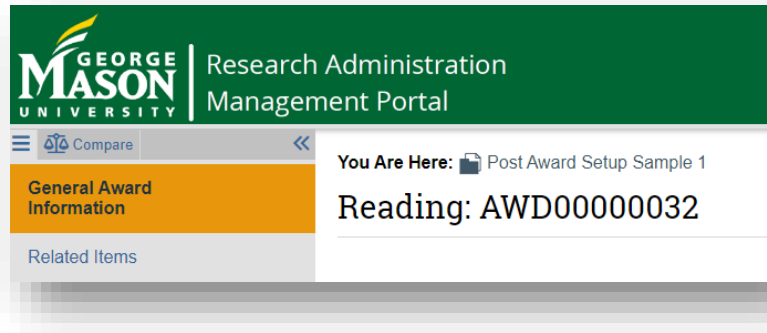 GEORGE
MASON
UNIVERSITY
Research Administration
Management Portal
Compare
You Are Here: Post Award Setup Sample 1
General Award
Information
Reading: AWD00000032
Related Items